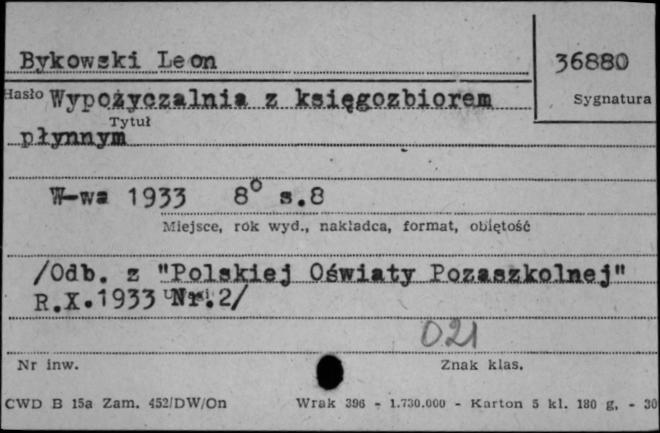 Bykowski Leon
36880
Hasło Wypożyczalnia z księgozbiorem
Sygnatura
Tytuł
płynnym
W-wa 1933 8° s.8
Miejsce, rok wyd., nakładca, format, objętość
/Odb. z "Polskiej Oświaty Pozaszkolnej"
R.X.1933 Nr.2/
021
Nr inw.
Znak klas.
CWD B 15a Zam. 452/DW/On Wrak 396 - 1.730.000 - Karton 5 kl. 180 g. - 30